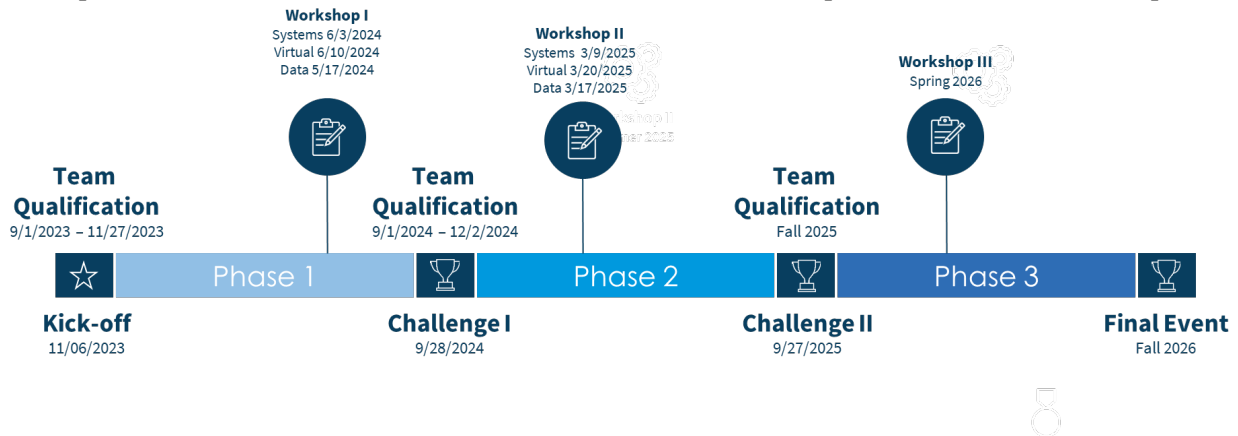 Workshop I
Systems 6/3/2024
Virtual 6/10/2024
Data 5/17/2024
Workshop II
Systems 3/9/2025
Virtual 3/20/2025
Data 3/17/2025
Workshop III
Spring 2026
Team
Qualification
9/1/2023 – 11/27/2023
Team
Qualification
9/1/2024 – 12/2/2024
Team
Qualification
Fall 2025
Phase 1
Phase 2
Phase 3
Kick-off
11/06/2023
Challenge I
9/28/2024
Challenge II
9/27/2025
Final Event
Fall 2026